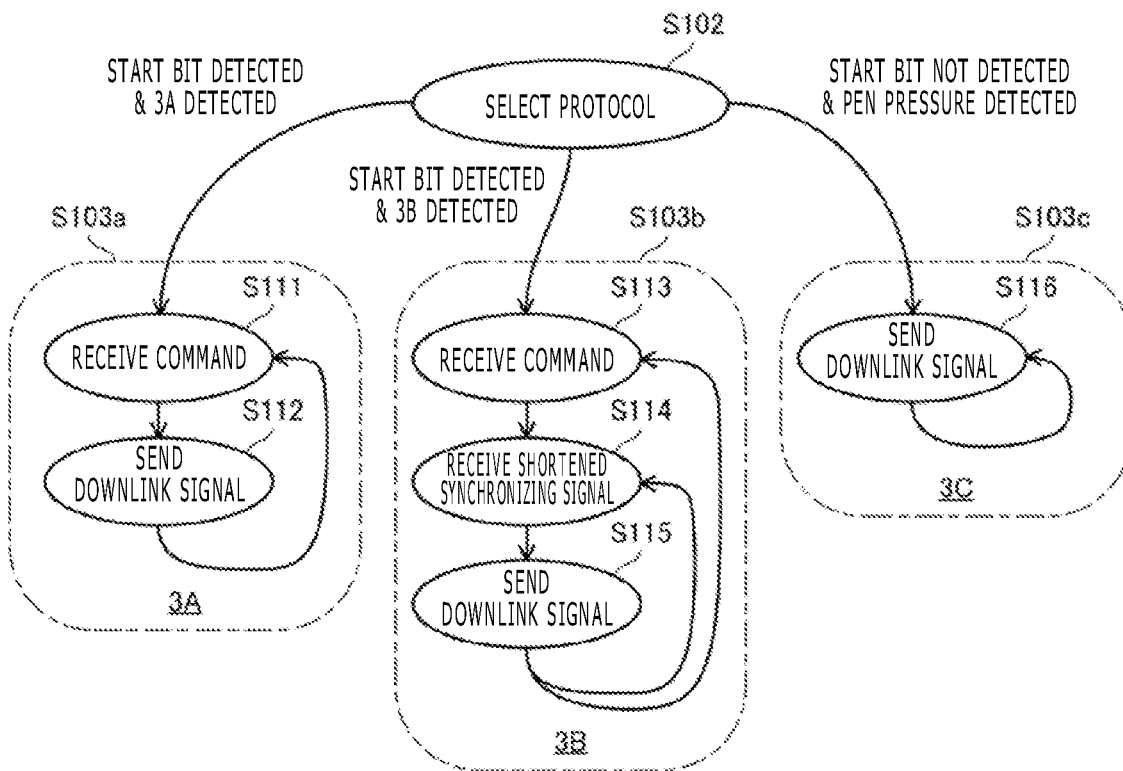 S102
START BIT DETECTED
& 3A DETECTED
SELECT PROTOCOL
START BIT NOT DETECTED
& PEN PRESSURE DETECTED
START BIT DETECTED
& 3B DETECTED
S103a
S111
RECEIVE COMMAND
S112
SEND
DOWNLINK SIGNAL
3A
S103b
S113
RECEIVE COMMAND
S114
RECEIVE SHORTENED
SYNCHRONIZING SIGNAL
S115
SEND
DOWNLINK SIGNAL
3B
S103c
S116
SEND
DOWNLINK SIGNAL
3C